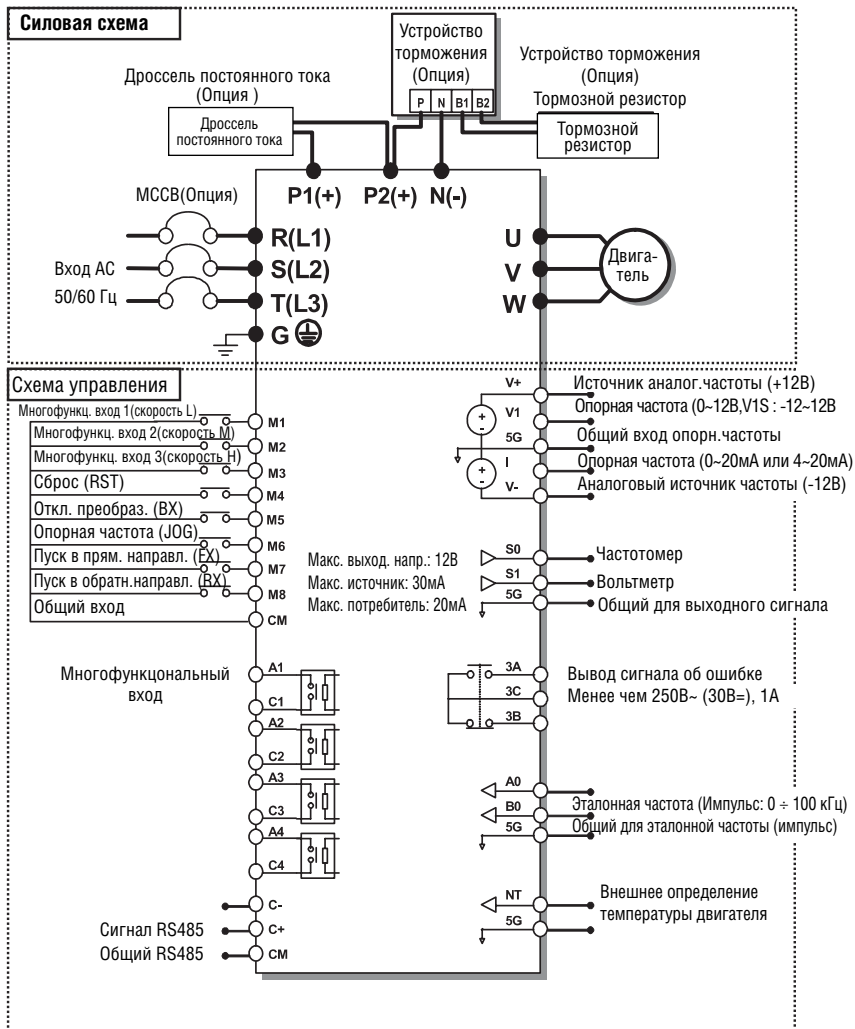 Силовая схема
Устройство
торможения
(Опция)
P N B1 B2
Устройство торможения
(Опция)
Тормозной резистор
Тормозной
резистор
Дроссель постоянного тока
(Опция )
Дроссель
постоянного тока
P1(+) P2(+) N(-)
MCCB(Опция)
R(L1)
Вход AC
S(L2)
50/60 Гц
T(L3)
G
U
V
W
Двига-
тель
Схема управления
Многофункц. вход 1(скорость L)
M1
Многофункц. вход 2(скорость M)
M2
Многофункц. вход 3(скорость H)
M3
Сброс (RST)
M4
Откл. преобраз. (BX)
M5
Опорная частота (JOG)
M6
Пуск в прям. направл. (FX)
M7
Пуск в обратн.направл. (RX)
M8
Общий вход
CM
V+
Источник аналог.частоты (+12В)
V1
Опорная частота (0~12В,V1S : -12~12В
5G
Общий вход опорн.частоты
I
Опорная частота (0~20мА или 4~20мА)
V-
Аналоговый источник частоты (-12В)
+
-
+
-
Макс. выход. напр.: 12В
Макс. источник: 30мА
Макс. потребитель: 20мА
S0
Частотомер
S1
Вольтметр
5G
Общий для выходного сигнала
Многофункцональный
вход
A1
C1
A2
C2
A3
C3
A4
C4
3A
3C
3B
Вывод сигнала об ошибке
Менее чем 250В~ (30В=), 1А
A0
B0
5G
Эталонная частота (Импульс: 0 ÷ 100 кГц)
Общий для эталонной частоты (импульс)
NT
5G
Внешнее определение
температуры двигателя
C-
Сигнал RS485
C+
Общий RS485
CM